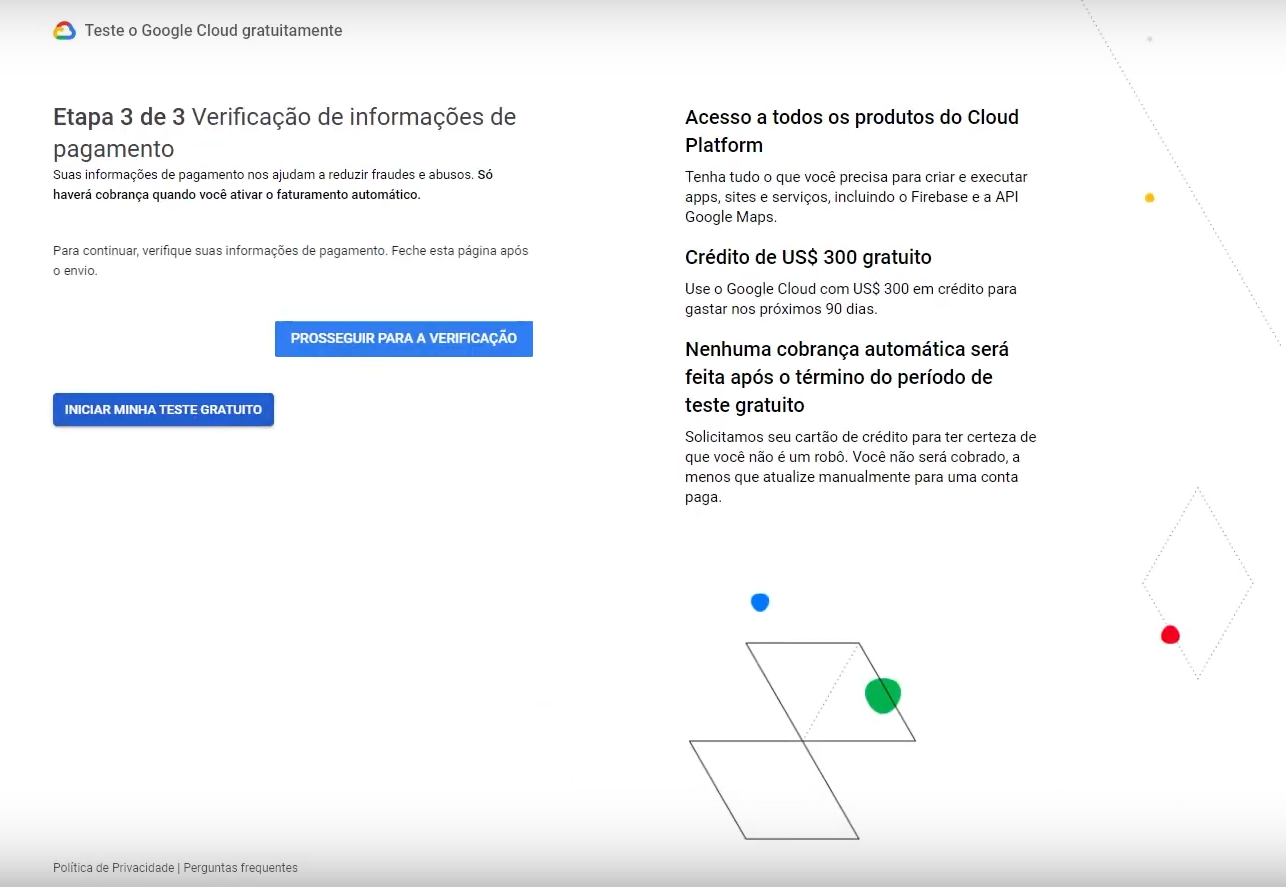 Teste o Google Cloud gratuitamente
Etapa 3 de 3 Verificação de informações de
pagamento
Suas informações de pagamento nos ajudam a reduzir fraudes e abusos. Só
haverá cobrança quando você ativar o faturamento automático.
Para continuar, verifique suas informações de pagamento. Feche esta página após
o envio.
PROSSEGUIR PARA A VERIFICAÇÃO
INICIAR MINHA TESTE GRATUITO
Acesso a todos os produtos do Cloud
Platform
Tenha tudo o que você precisa para criar e executar
apps, sites e serviços, incluindo o Firebase e a API
Google Maps.
Crédito de US$ 300 gratuito
Use o Google Cloud com US$ 300 em crédito para
gastar nos próximos 90 dias.
Nenhuma cobrança automática será
feita após o término do período de
teste gratuito
Solicitamos seu cartão de crédito para ter certeza de
que você não é um robô. Você não será cobrado, a
menos que atualize manualmente para uma conta
paga.
Política de Privacidade | Perguntas frequentes